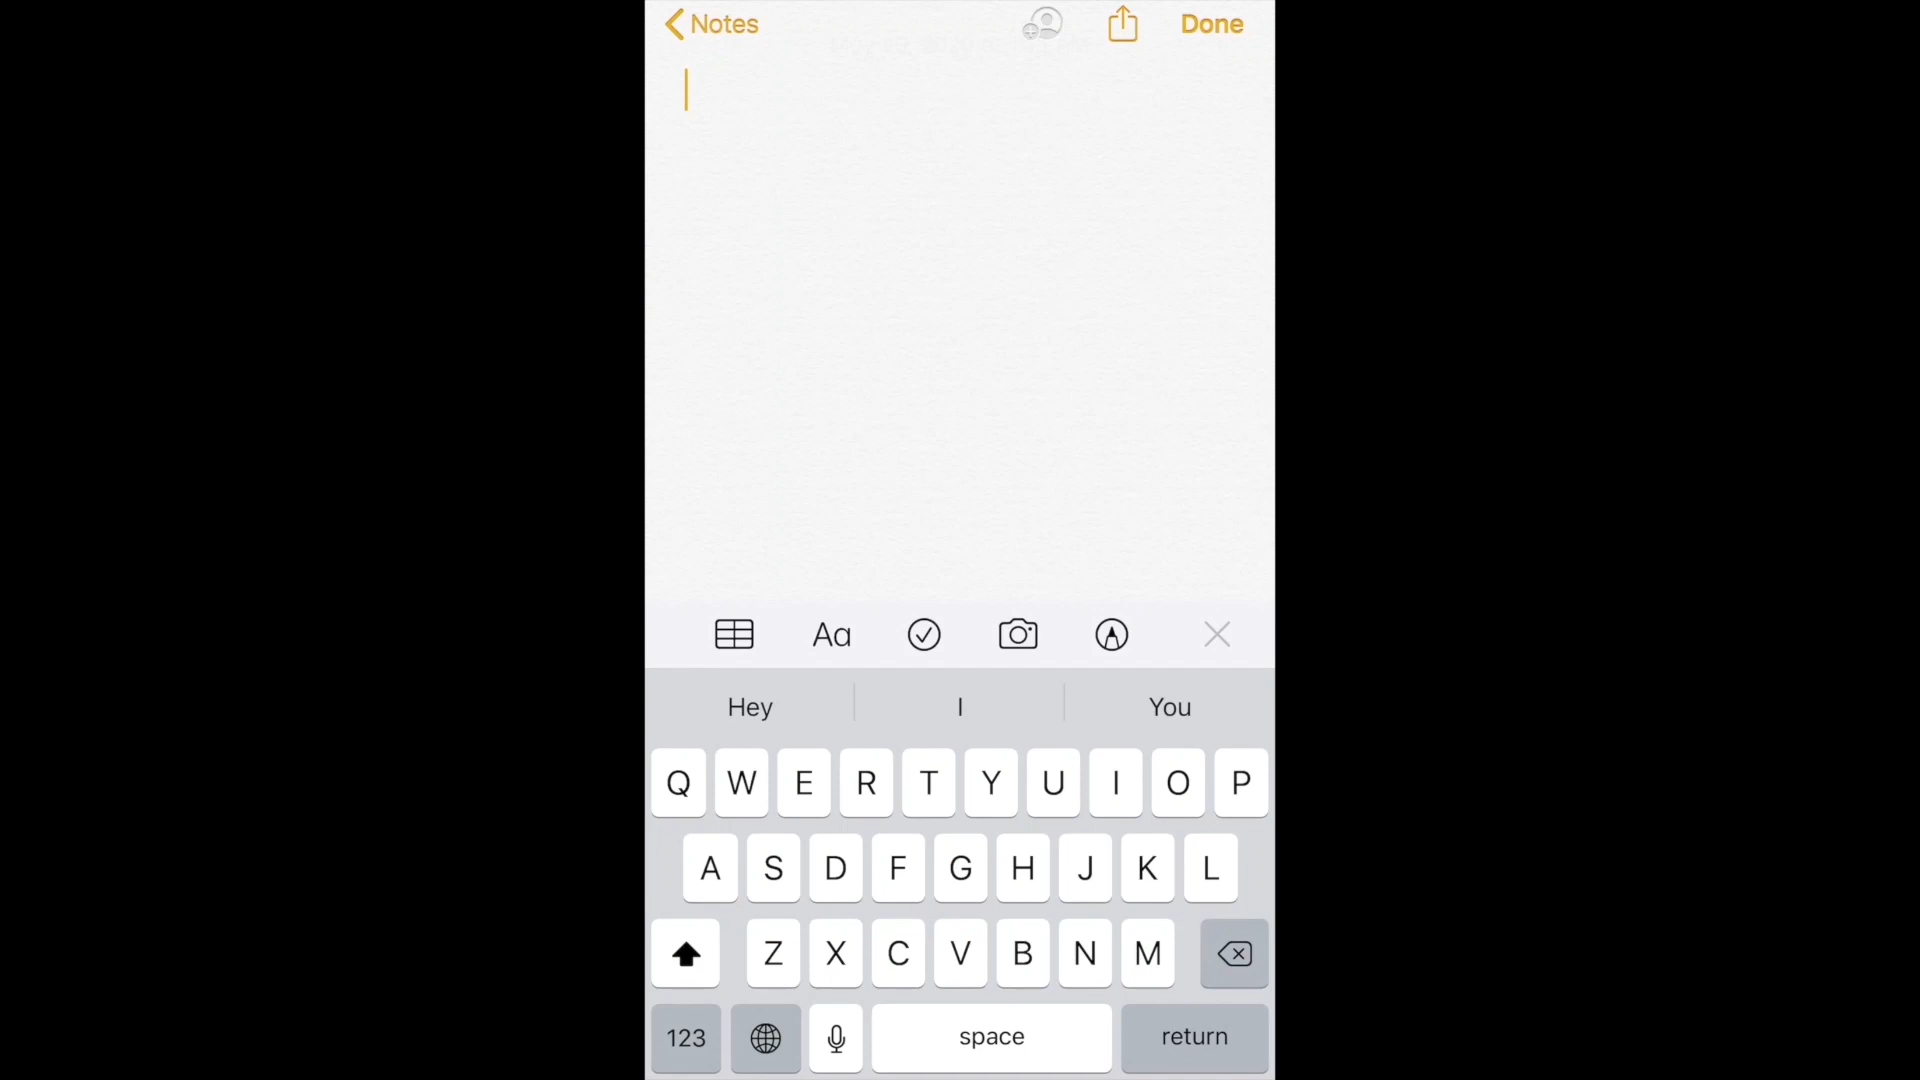 Notes Done
Aa
Hey I You
Q W E R T Y U I O P
A S D F G H J K L
Z X C V B N M
123 space return